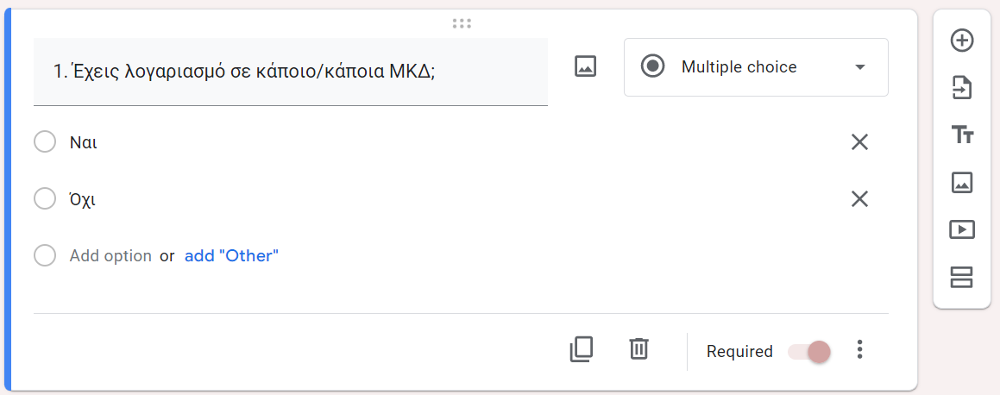 1. Έχεις λογαριασμό σε κάποιο/κάποια ΜΚΔ;
Multiple choice
Ναι
Όχι
Add option or add "Other"
Required